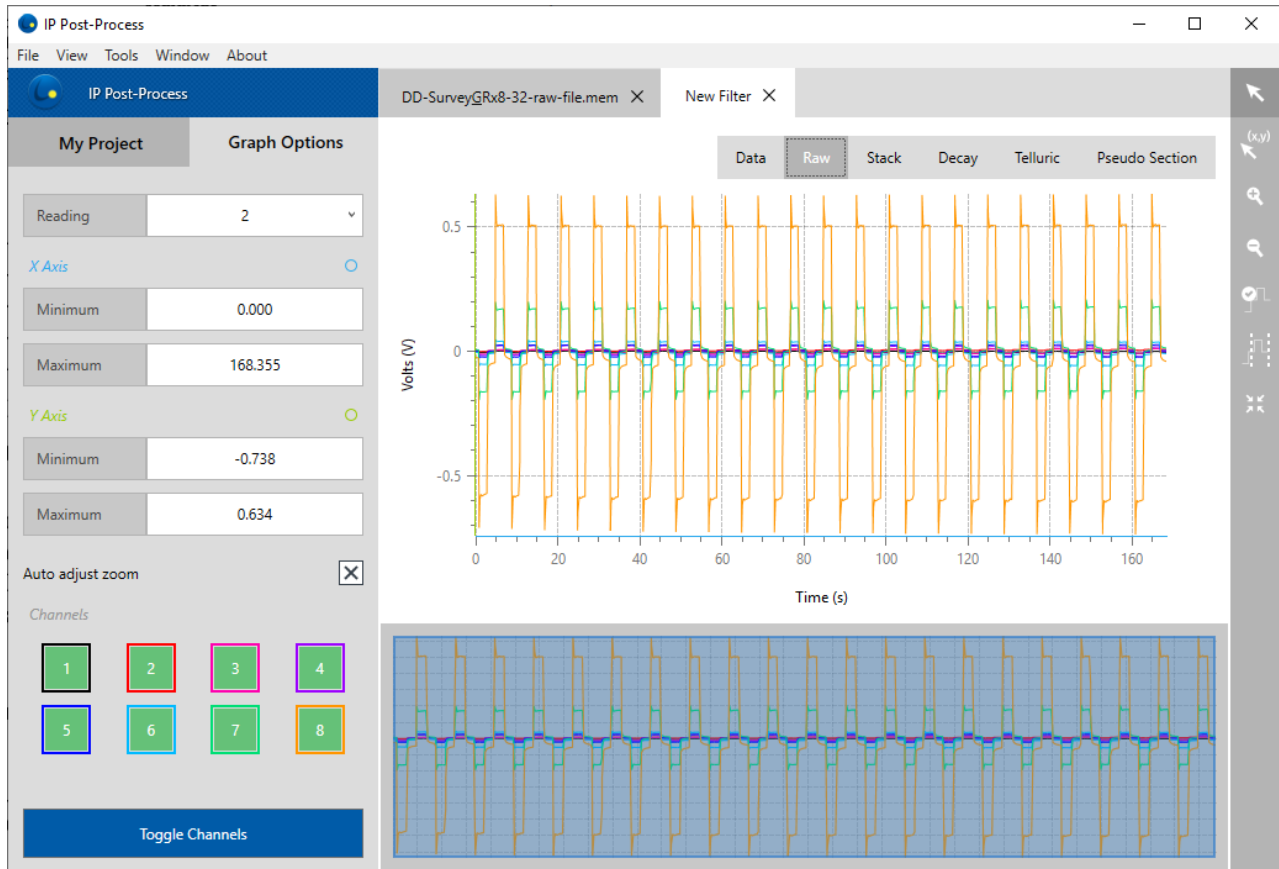 IP Post-Process
File View Tools Window About
IP Post-Process
DD-SurveyGRx8-32-raw-file.mem
New Filter
My Project
Graph Options
Data Raw Stack Decay Telluric Pseudo Section
(x,y)
Reading 2
X Axis
Minimum 0.000
Maximum 168.355
Y Axis
Minimum -0.738
Maximum 0.634
Auto adjust zoom
Channels
1 2 3 4
5 6 7 8
Toggle Channels
0.5
0
-0.5
Volts (V)
0 20 40 60 80 100 120 140 160
Time (s)